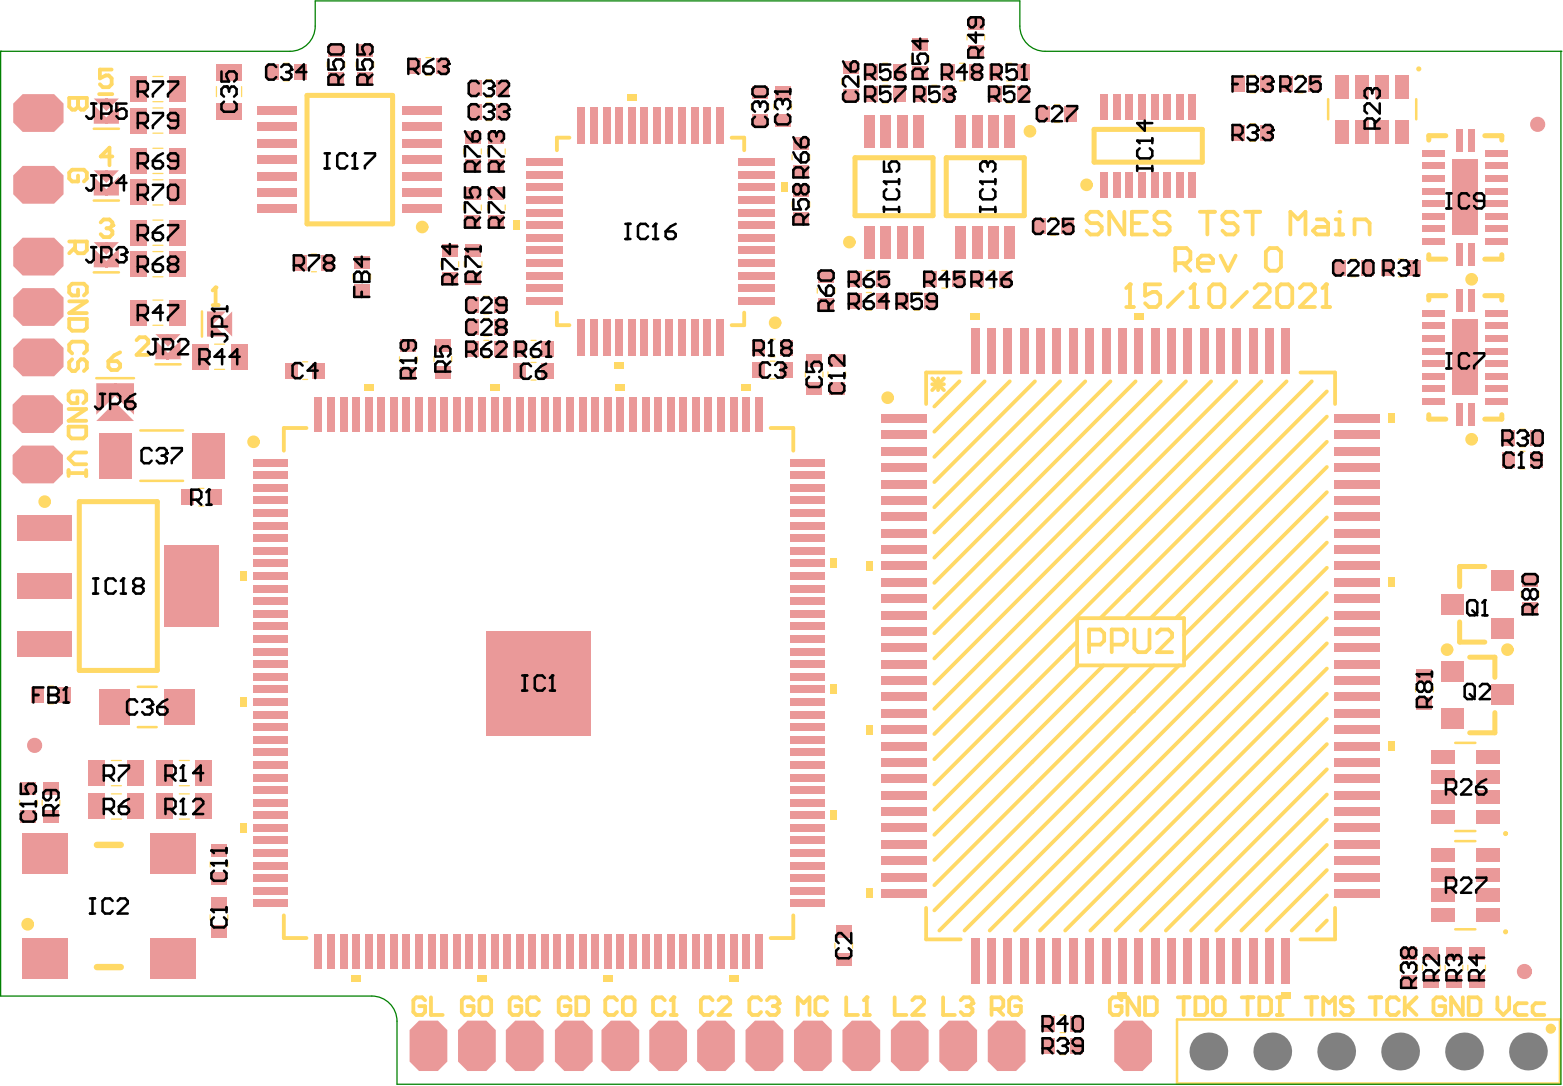 R49
R50
R55
R54
C34
C35
R63
C26
R56
R48
R51
5
R77
JP5
B
R79
C32
C33
C30
C31
R57
R53
R52
C27
FB3
R25
R23
R33
4
R69
G
JP4
R70
IC17
R76
R73
R66
IC14
R75
R72
R58
IC15
IC13
IC9
3
R67
R
JP3
R68
IC16
C25
SNES TST Main
Rev 0
15/10/2021
R78
FB4
R74
R71
R60
R65
R45
R46
C20
R31
R64
R59
GND
R47
1
JP1
C29
C28
2
JP2
R44
CS
6
R62
R61
R18
R19
R5
C4
C6
C3
C5
C12
IC7
JP6
GND
C37
VI
R1
R30
C19
IC18
Q1
R80
PPU2
FB1
C36
IC1
R81
Q2
R7
R14
C15
R9
R6
R12
R26
C11
IC2
C1
R27
C2
R38
R2
R3
R4
GL GO GC GD CO C1 C2 C3 MC L1 L2 L3 RG GND TDO TDI TMS TCK GND Vcc
R40
R39